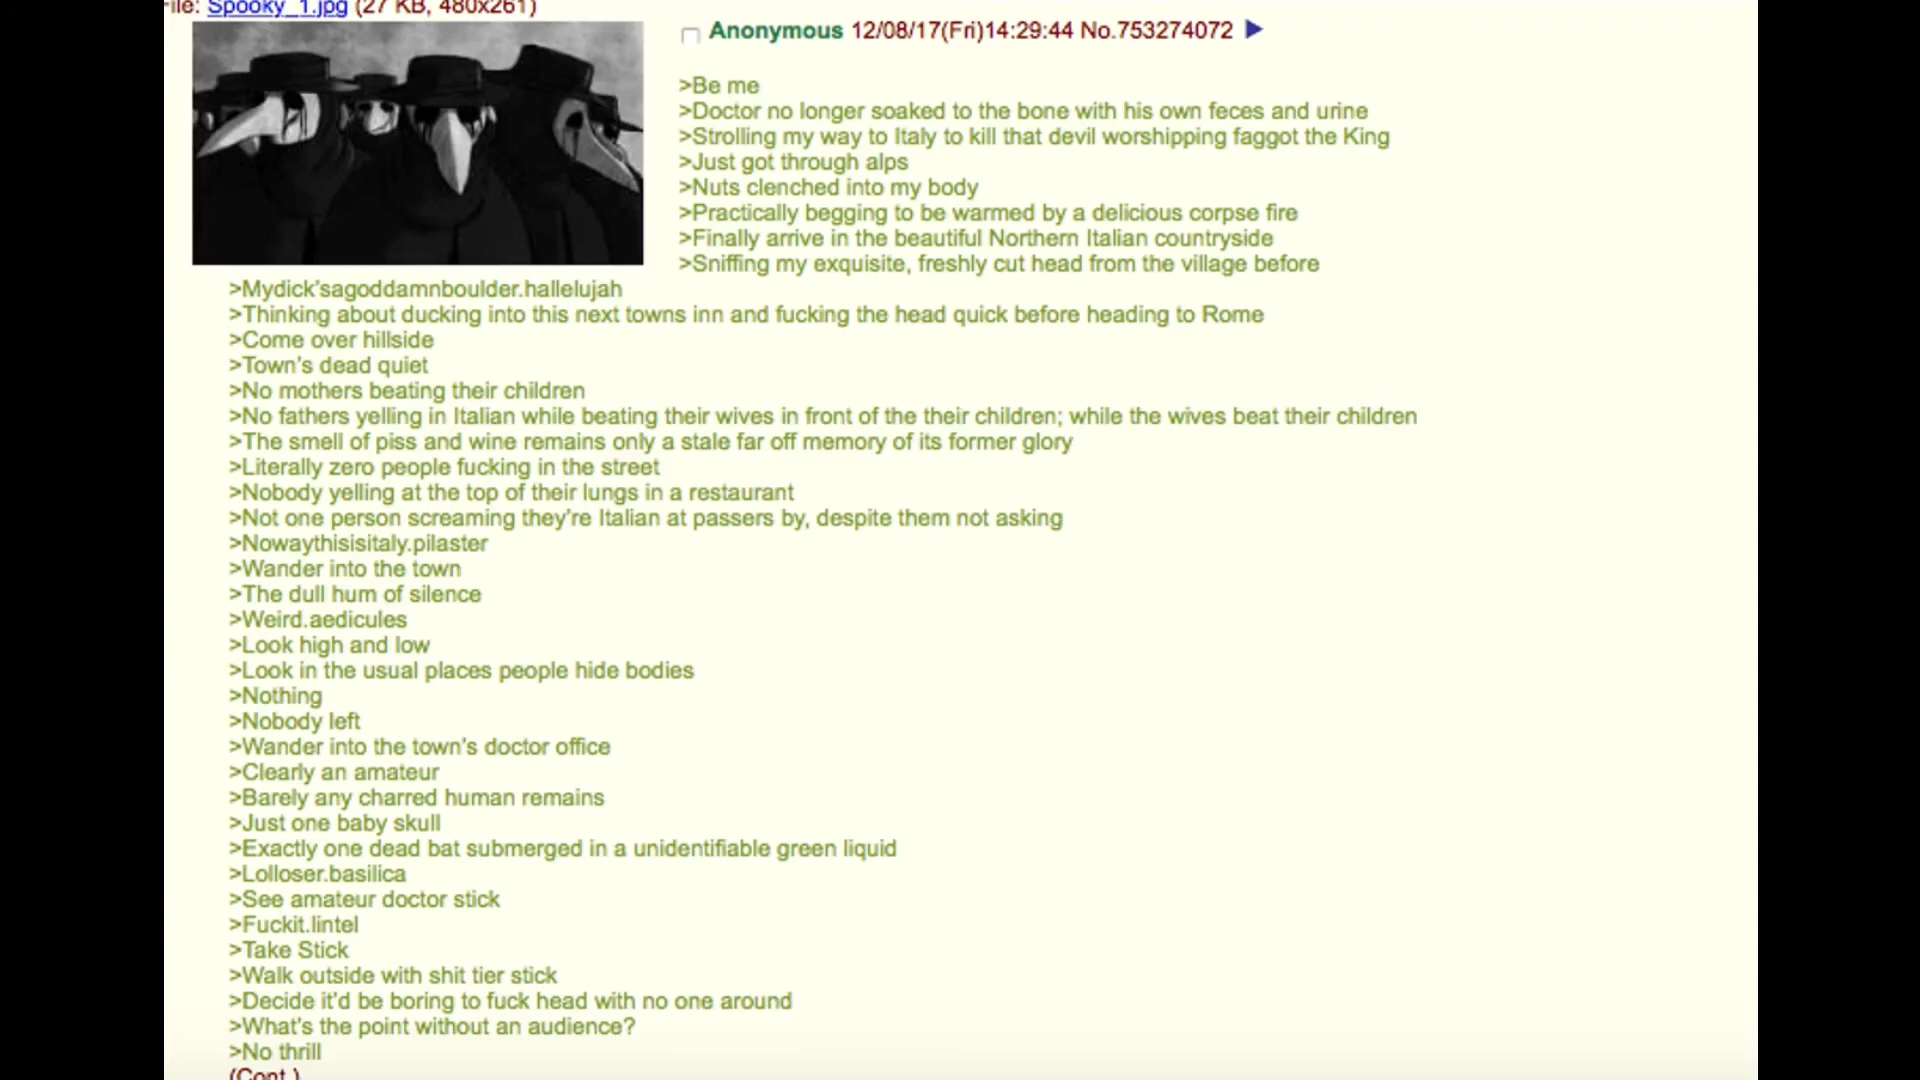 File: Spooky_1.jpg (27 KB, 480x261)
Anonymous 12/08/17(Fri)14:29:44 No.753274072 ▶
>Be me
>Doctor no longer soaked to the bone with his own feces and urine
>Strolling my way to Italy to kill that devil worshipping faggot the King
>Just got through alps
>Nuts clenched into my body
>Practically begging to be warmed by a delicious corpse fire
>Finally arrive in the beautiful Northern Italian countryside
>Sniffing my exquisite, freshly cut head from the village before
>Mydick'sagoddamnboulder.hallelujah
>Thinking about ducking into this next towns inn and fucking the head quick before heading to Rome
>Come over hillside
>Town's dead quiet
>No mothers beating their children
>No fathers yelling in Italian while beating their wives in front of the their children; while the wives beat their children
>The smell of piss and wine remains only a stale far off memory of its former glory
>Literally zero people fucking in the street
>Nobody yelling at the top of their lungs in a restaurant
>Not one person screaming they're Italian at passers by, despite them not asking
>Nowaythisisitaly.pilaster
>Wander into the town
>The dull hum of silence
>Weird.aedicules
>Look high and low
>Look in the usual places people hide bodies
>Nothing
>Nobody left
>Wander into the town's doctor office
>Clearly an amateur
>Barely any charred human remains
>Just one baby skull
>Exactly one dead bat submerged in a unidentifiable green liquid
>Lolloser.basilica
>See amateur doctor stick
>Fuckit.lintel
>Take Stick
>Walk outside with shit tier stick
>Decide it'd be boring to fuck head with no one around
>What's the point without an audience?
>No thrill
(Cont.)